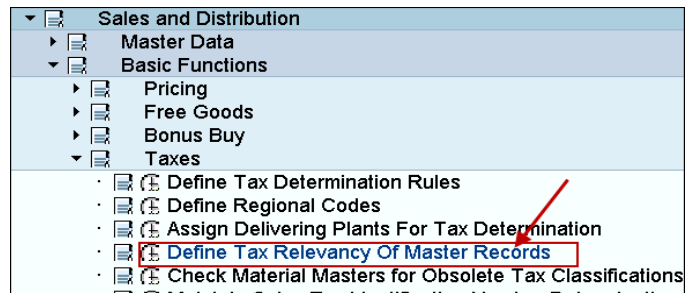 Sales and Distribution
Master Data
Basic Functions
Pricing
Free Goods
Bonus Buy
Taxes
Define Tax Determination Rules
Define Regional Codes
Assign Delivering Plants For Tax Determination
Define Tax Relevancy Of Master Records
Check Material Masters for Obsolete Tax Classifications